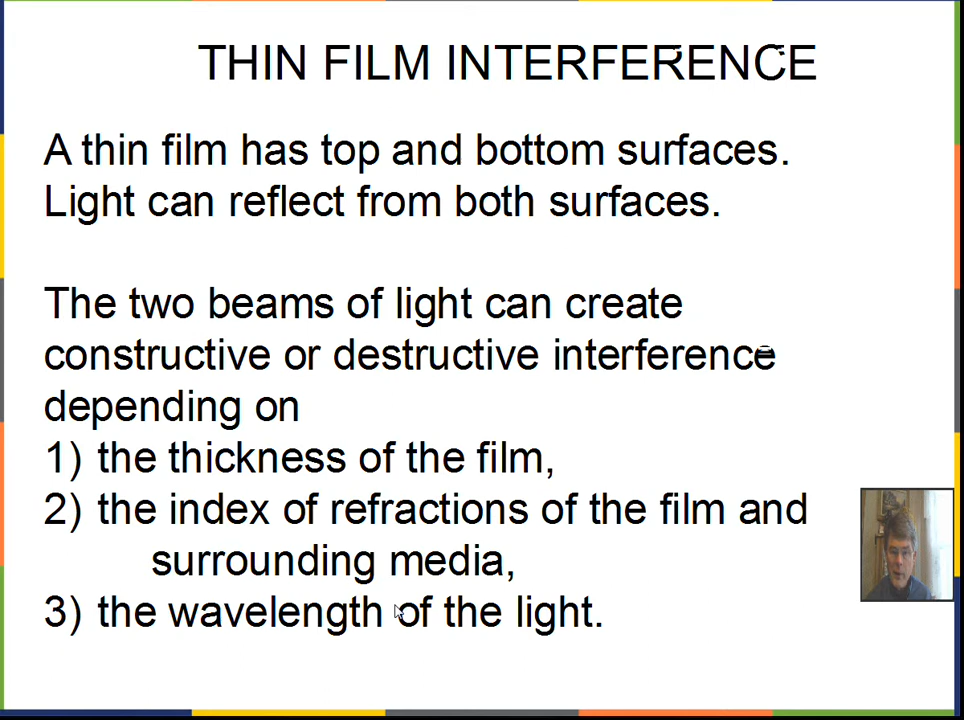 THIN FILM INTERFERENCE
A thin film has top and bottom surfaces.
Light can reflect from both surfaces.
The two beams of light can create
constructive or destructive interference
depending on
1) the thickness of the film,
2) the index of refractions of the film and
surrounding media,
3) the wavelength of the light.